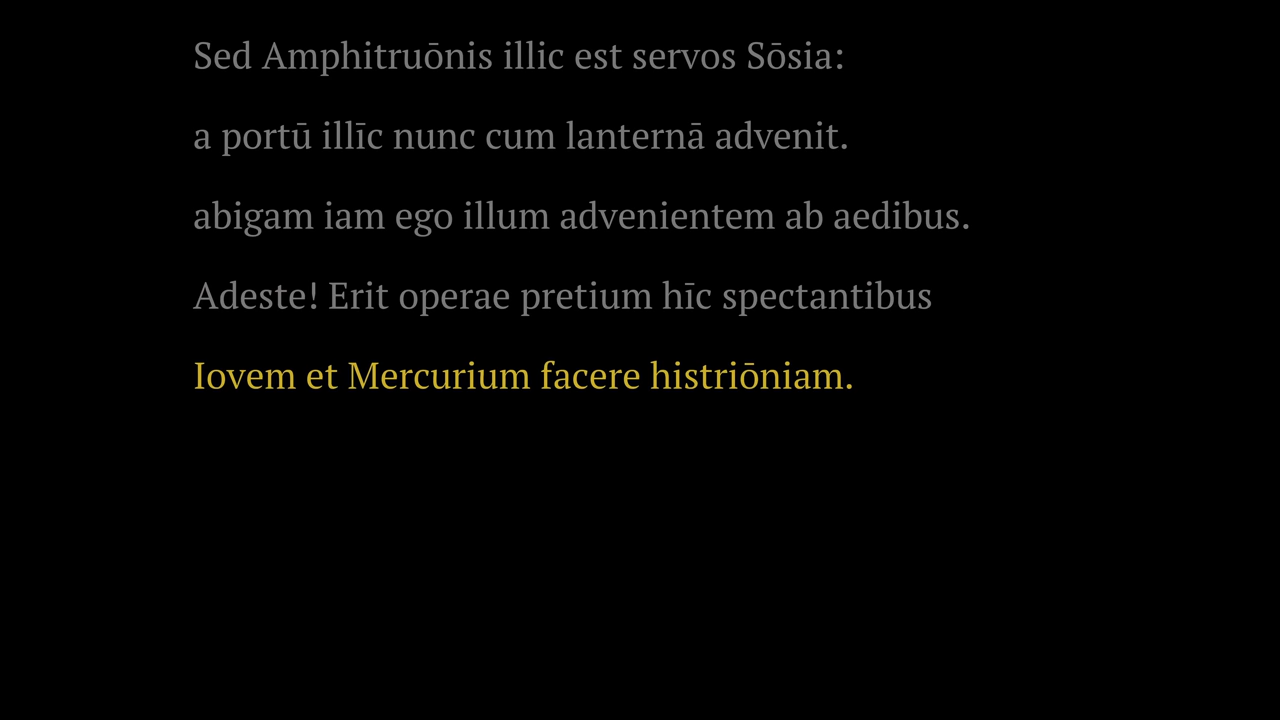 Sed Amphitruōnis illic est servos Sōsia:
a portū illīc nunc cum lanternā advenit.
abigam iam ego illum advenientem ab aedibus.
Adeste! Erit operae pretium hīc spectantibus
Iovem et Mercurium facere histriōniam.